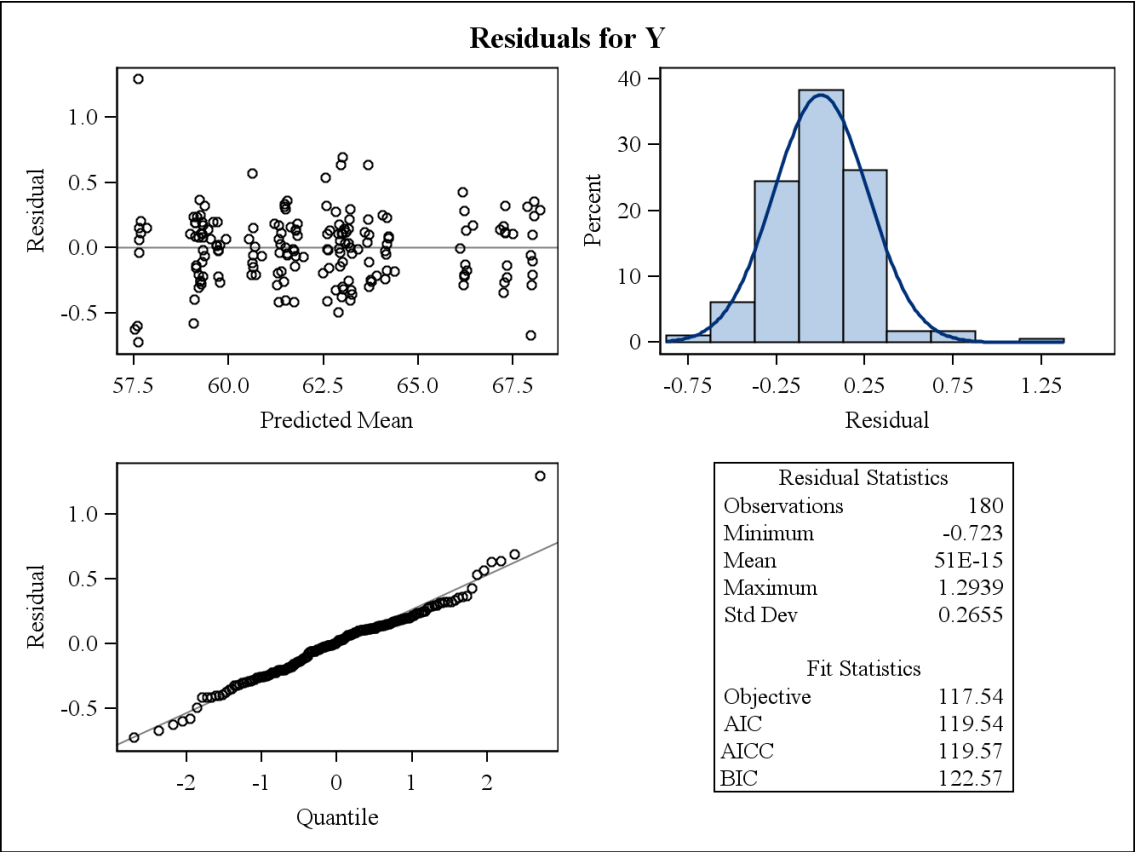 Residuals for Y
Residual
1.0
0.5
0.0
-0.5
57.5 60.0 62.5 65.0 67.5
Predicted Mean
Percent
40
30
20
10
0
-0.75 -0.25 0.25 0.75 1.25
Residual
Residual
1.0
0.5
0.0
-0.5
-2 -1 0 1 2
Quantile
Residual Statistics
Observations 180
Minimum -0.723
Mean 51E-15
Maximum 1.2939
Std Dev 0.2655
Fit Statistics
Objective 117.54
AIC 119.54
AICC 119.57
BIC 122.57